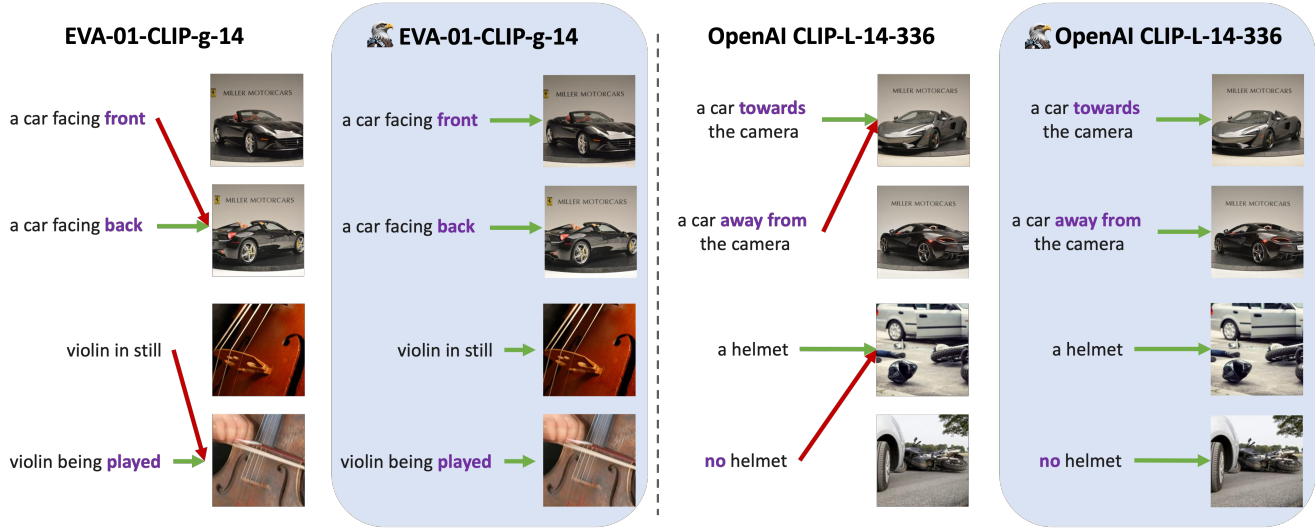 EVA-01-CLIP-g-14
a car facing front
MILLER MOTORCARS
a car facing back
MILLER MOTORCARS
violin in still
violin being played
EVA-01-CLIP-g-14
a car facing front
MILLER MOTORCARS
a car facing back
MILLER MOTORCARS
violin in still
violin being played
OpenAI CLIP-L-14-336
a car towards
the camera
MILLER MOTORCARS
a car away from
the camera
MILLER MOTORCARS
a helmet
no helmet
OpenAI CLIP-L-14-336
a car towards
the camera
MILLER MOTORCARS
a car away from
the camera
MILLER MOTORCARS
a helmet
no helmet